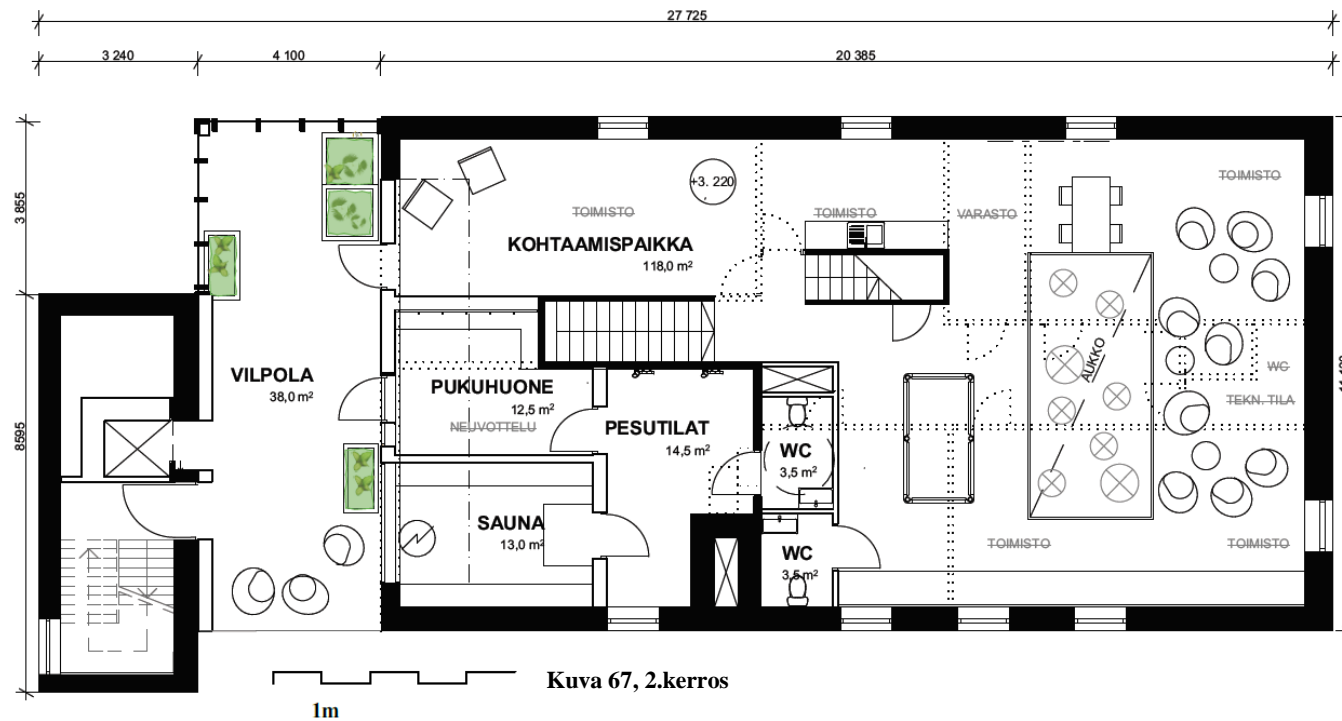 27 725
3 240
4 100
20 385
3 855
8595
TOIMISTO
KOHTAAMISPAIKKA
118,0 m²
+3. 220
TOIMISTO
VARASTO
TOIMISTO
VILPOLA
38,0 m²
PUKUHUONE
12,5 m²
NEUVOTTELU
PESUTILAT
14,5 m²
AUKKO
WC
TEKN. TILA
WC
3,5 m²
SAUNA
13,0 m²
WC
3,5 m²
TOIMISTO
TOIMISTO
Kuva 67, 2.kerros
1m